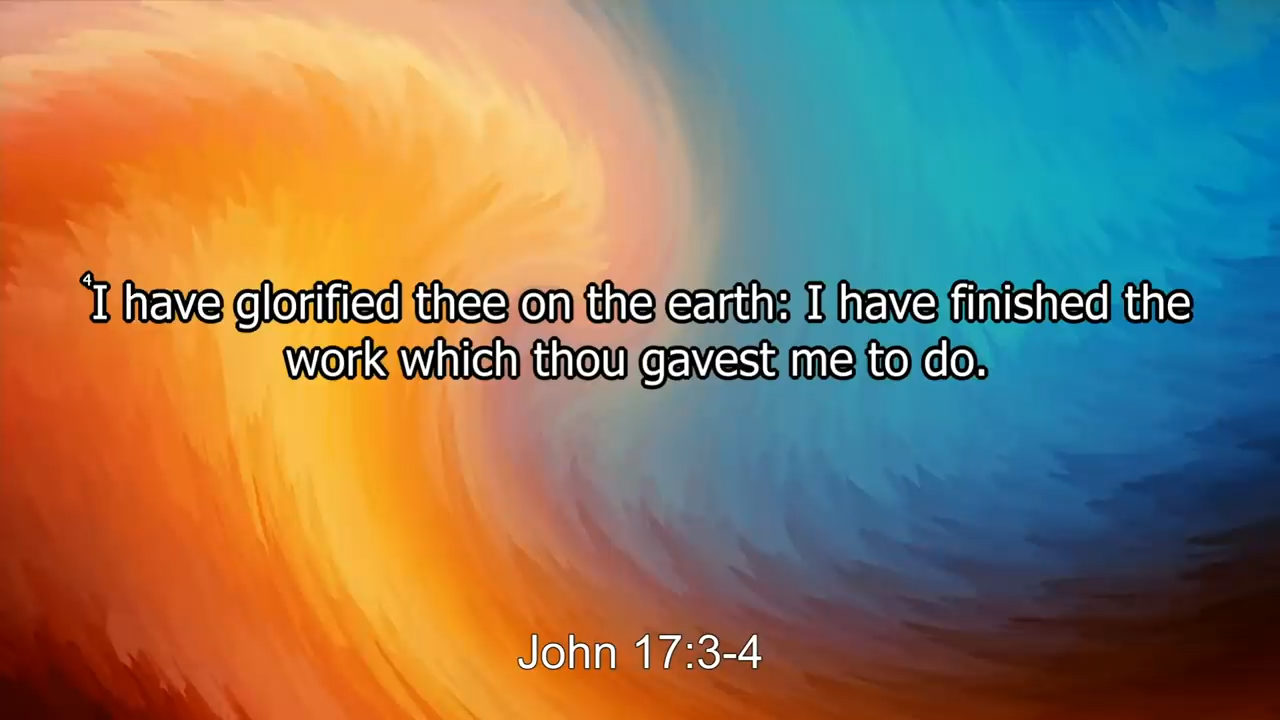 4I have glorified thee on the earth: I have finished the
work which thou gavest me to do.
John 17:3-4